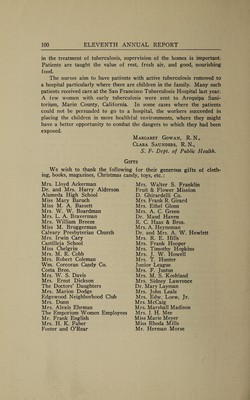 100 ELEVENTH ANNUAL REPORT
in the treatment of tuberculosis, supervision of the homes is important.
Patients are taught the value of rest, fresh air, and good, nourishing
food.
The nurses aim to have patients with active tuberculosis removed to
a hospital particularly where there are children in the family. Many such
patients received care at the San Francisco Tuberculosis Hospital last year.
A few women with early tuberculosis were sent to Arequipa Sani-
torium, Marin County, California. In some cases where the patients
could not be persuaded to go to a hospital, the workers succeeded in
placing the children in more healthful environments, where they might
have a better opportunity to combat the dangers to which they had been
exposed.
Margaret Gowan, R. N.,
Clara Saunders, R. N.,
S. F. Dept. of Public Health.
Gifts
We wish to thank the following for their generous gifts of cloth-
ing, books, magazines, Christmas candy, toys, etc.:
Mrs. Lloyd Ackerman
Dr. and Mrs. Harry Alderson
Alameda High School
Miss Mary Baruch
Miss M. A. Bassett
Mrs. W. W. Boardman
Mrs. L. A. Braverman
Mrs. William Breeze
Miss M. Bruggerman
Calvary Presbyterian Church
Mrs. Irwin Cary
Castilleja School
Miss Chelgris
Mrs. M. R. Cobb
Mrs. Robert Coleman
Wm. Corcoran Candy Co.
Costa Bros.
Mrs. W. S. Davis
Mrs. Ernst Dickson
The Doctors' Daughters
Mrs. Marion Dodge
Edgewood Neighborhood Club
Mrs. Dunn
Mrs. Alexis Ehrman
The Emporium Women Employees
Mr. Frank English
Mrs. H. K. Faber
Foster and O'Rear
Mrs. Walter S. Franklin
Fruit & Flower Mission
D. Ghirardelli Co.
Mrs. Frank R. Girard
Mrs. Ethel Glenn
Mrs. A. C. Green
Dr. Maud Haven
R. C. Haas & Bros.
Mrs. A. Heyneman
Dr. and Mrs. A. W. Hewlett
Mrs. R. E. Hills
Mrs. Frank Hooper
Mrs. Timothy Hopkins
Mrs. J. W. Howell
Mrs. T. Hunter
Junior League
Mrs. F. Justus
Mrs. M. S. Koshland
Mrs. Sidney Lawrence
Dr. Mary Layman
Mrs. John Leale
Mrs. Edw. Lorw, Jr.
Mrs. McCaig
Mrs. Marshall Madison
Mrs. J. H. Mee
Miss Marie Meyer
Miss Rhoda Mills
Mr. Herman Morse